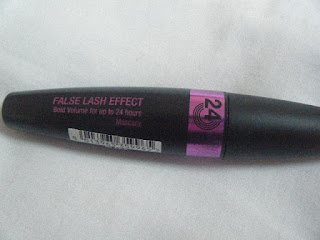 FALSE LASH EFFECT
Bold Volume for up to 24 hours
Mascara
24